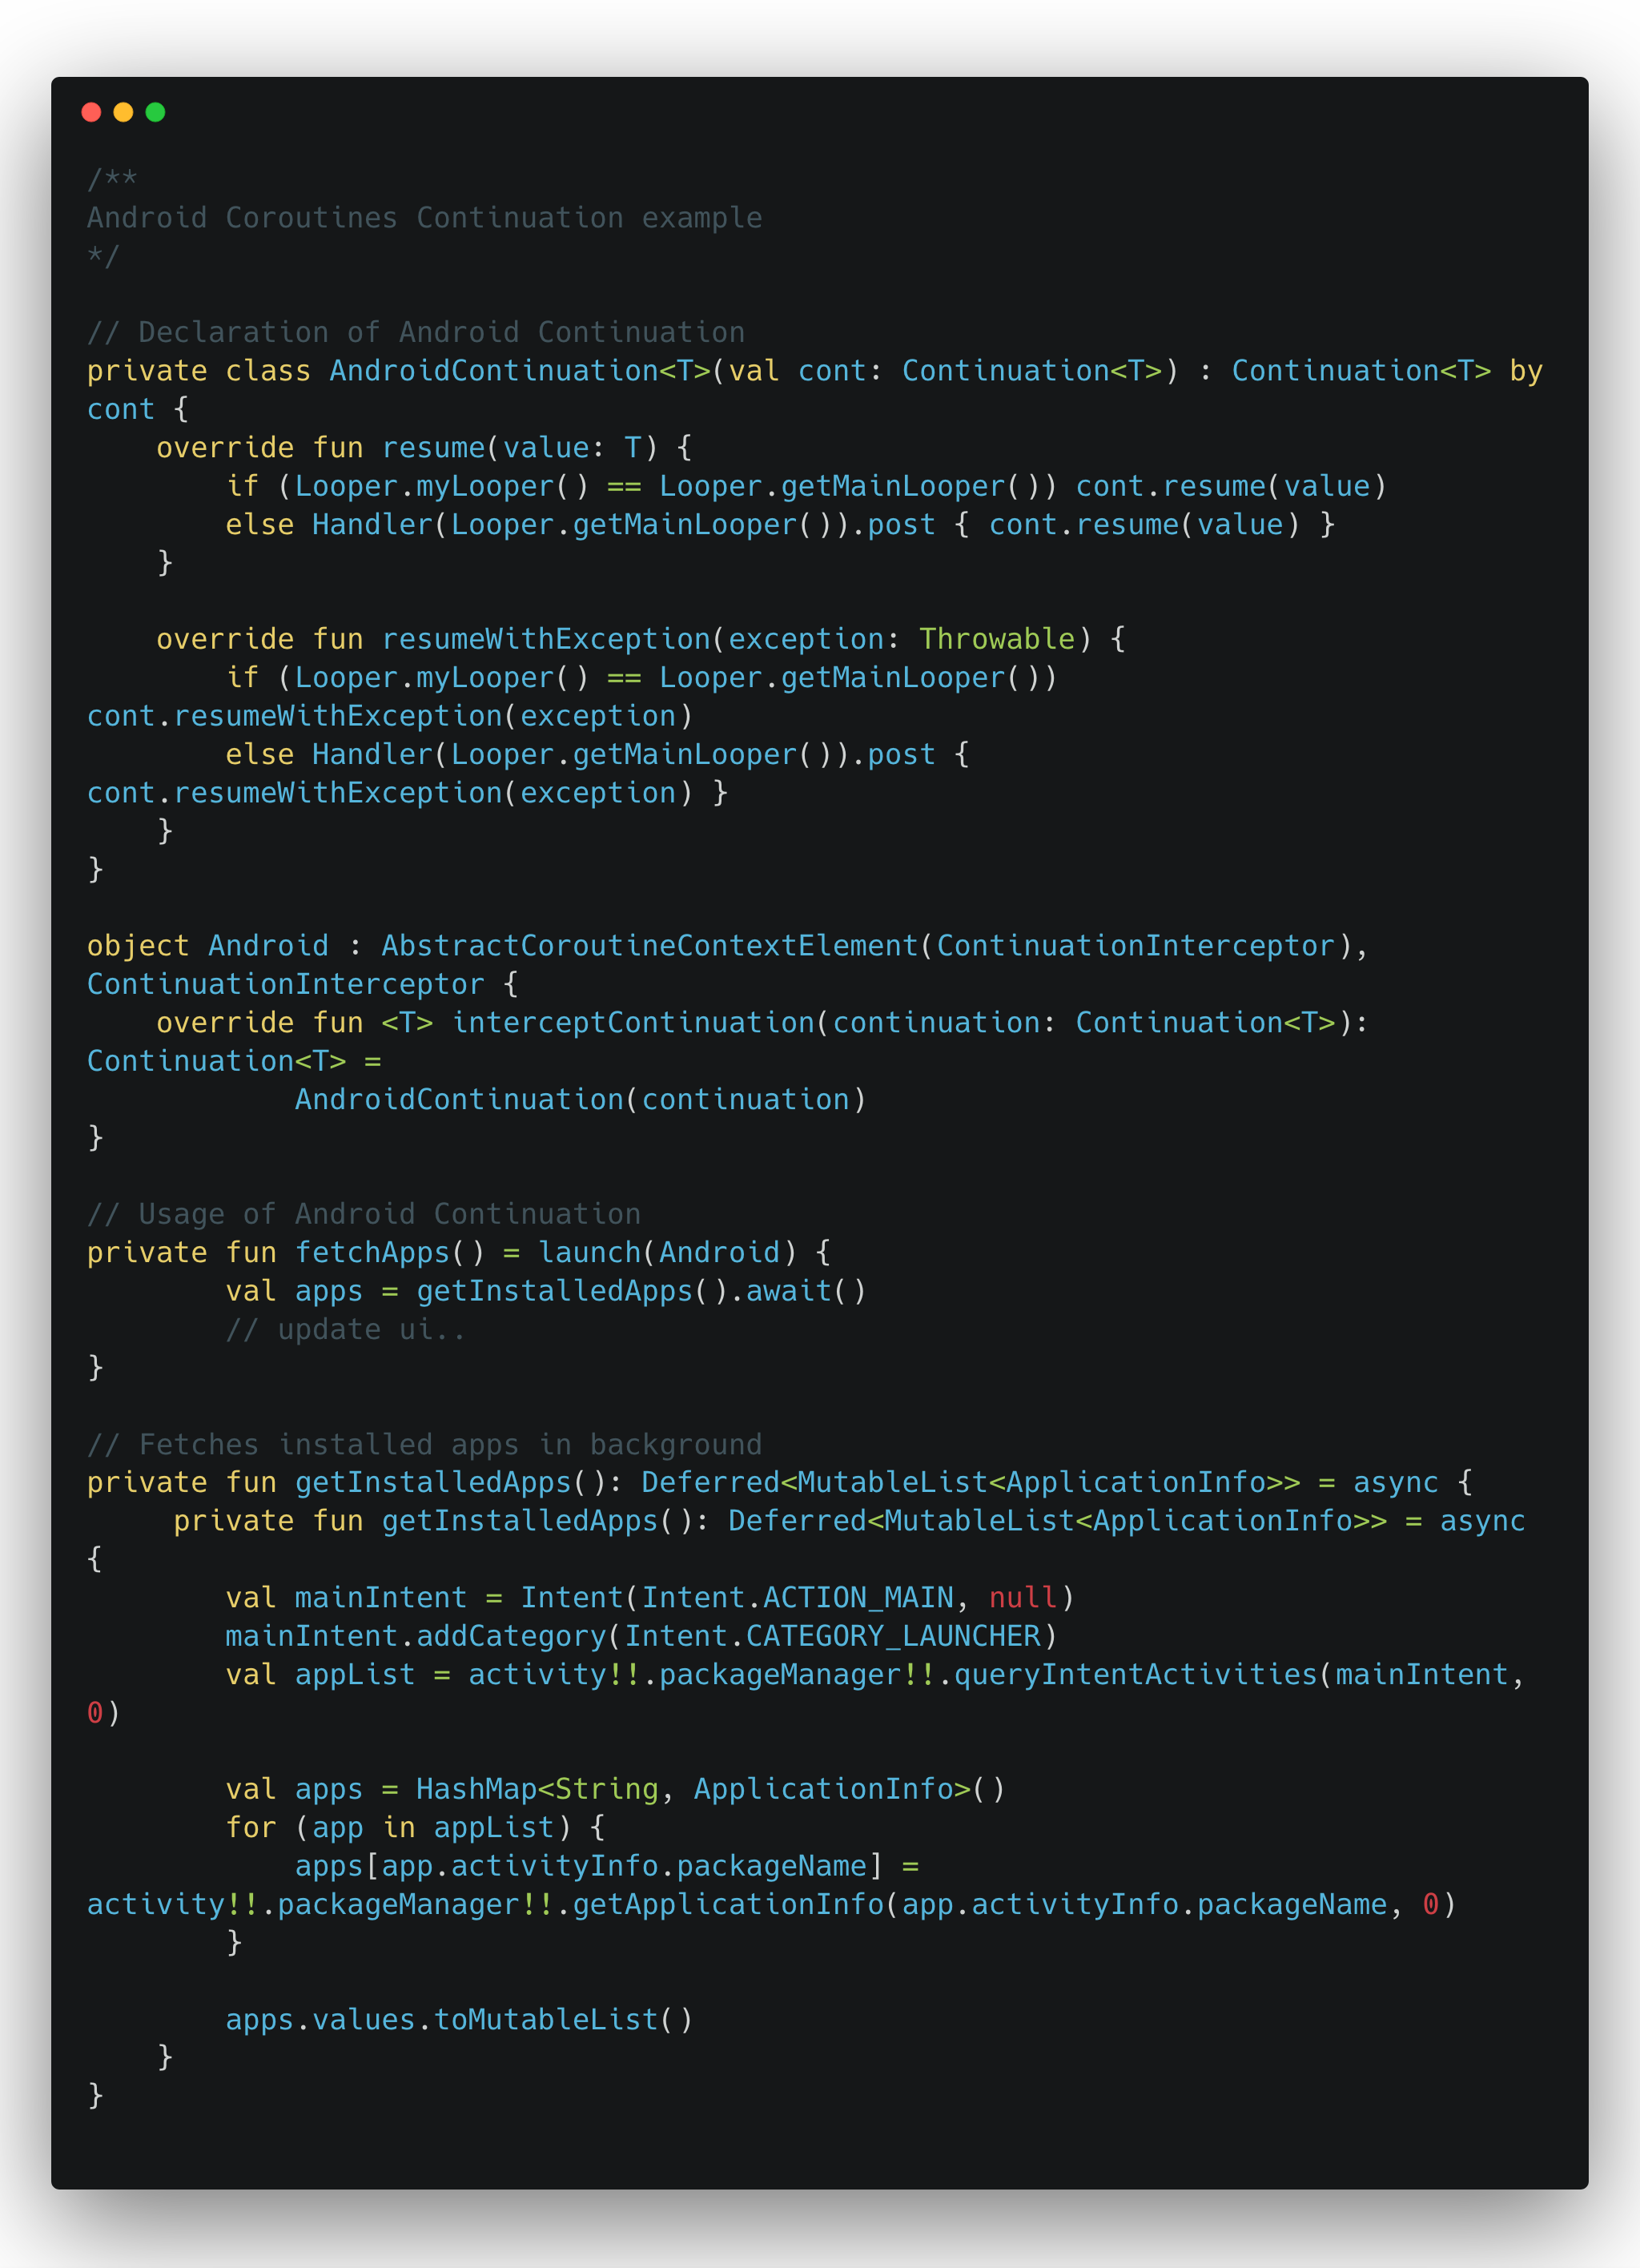 /**
Android Coroutines Continuation example
*/

// Declaration of Android Continuation
private class AndroidContinuation<T>(val cont: Continuation<T>) : Continuation<T> by
cont {
    override fun resume(value: T) {
        if (Looper.myLooper() == Looper.getMainLooper()) cont.resume(value)
        else Handler(Looper.getMainLooper()).post { cont.resume(value) }
    }

    override fun resumeWithException(exception: Throwable) {
        if (Looper.myLooper() == Looper.getMainLooper())
cont.resumeWithException(exception)
        else Handler(Looper.getMainLooper()).post {
cont.resumeWithException(exception) }
    }
}

object Android : AbstractCoroutineContextElement(ContinuationInterceptor),
ContinuationInterceptor {
    override fun <T> interceptContinuation(continuation: Continuation<T>):
Continuation<T> =
            AndroidContinuation(continuation)
}

// Usage of Android Continuation
private fun fetchApps() = launch(Android) {
        val apps = getInstalledApps().await()
        // update ui..
}

// Fetches installed apps in background
private fun getInstalledApps(): Deferred<MutableList<ApplicationInfo>> = async {
     private fun getInstalledApps(): Deferred<MutableList<ApplicationInfo>> = async
{
        val mainIntent = Intent(Intent.ACTION_MAIN, null)
        mainIntent.addCategory(Intent.CATEGORY_LAUNCHER)
        val appList = activity!!.packageManager!!.queryIntentActivities(mainIntent,
0)

        val apps = HashMap<String, ApplicationInfo>()
        for (app in appList) {
            apps[app.activityInfo.packageName] =
activity!!.packageManager!!.getApplicationInfo(app.activityInfo.packageName, 0)
        }

        apps.values.toMutableList()
    }
}